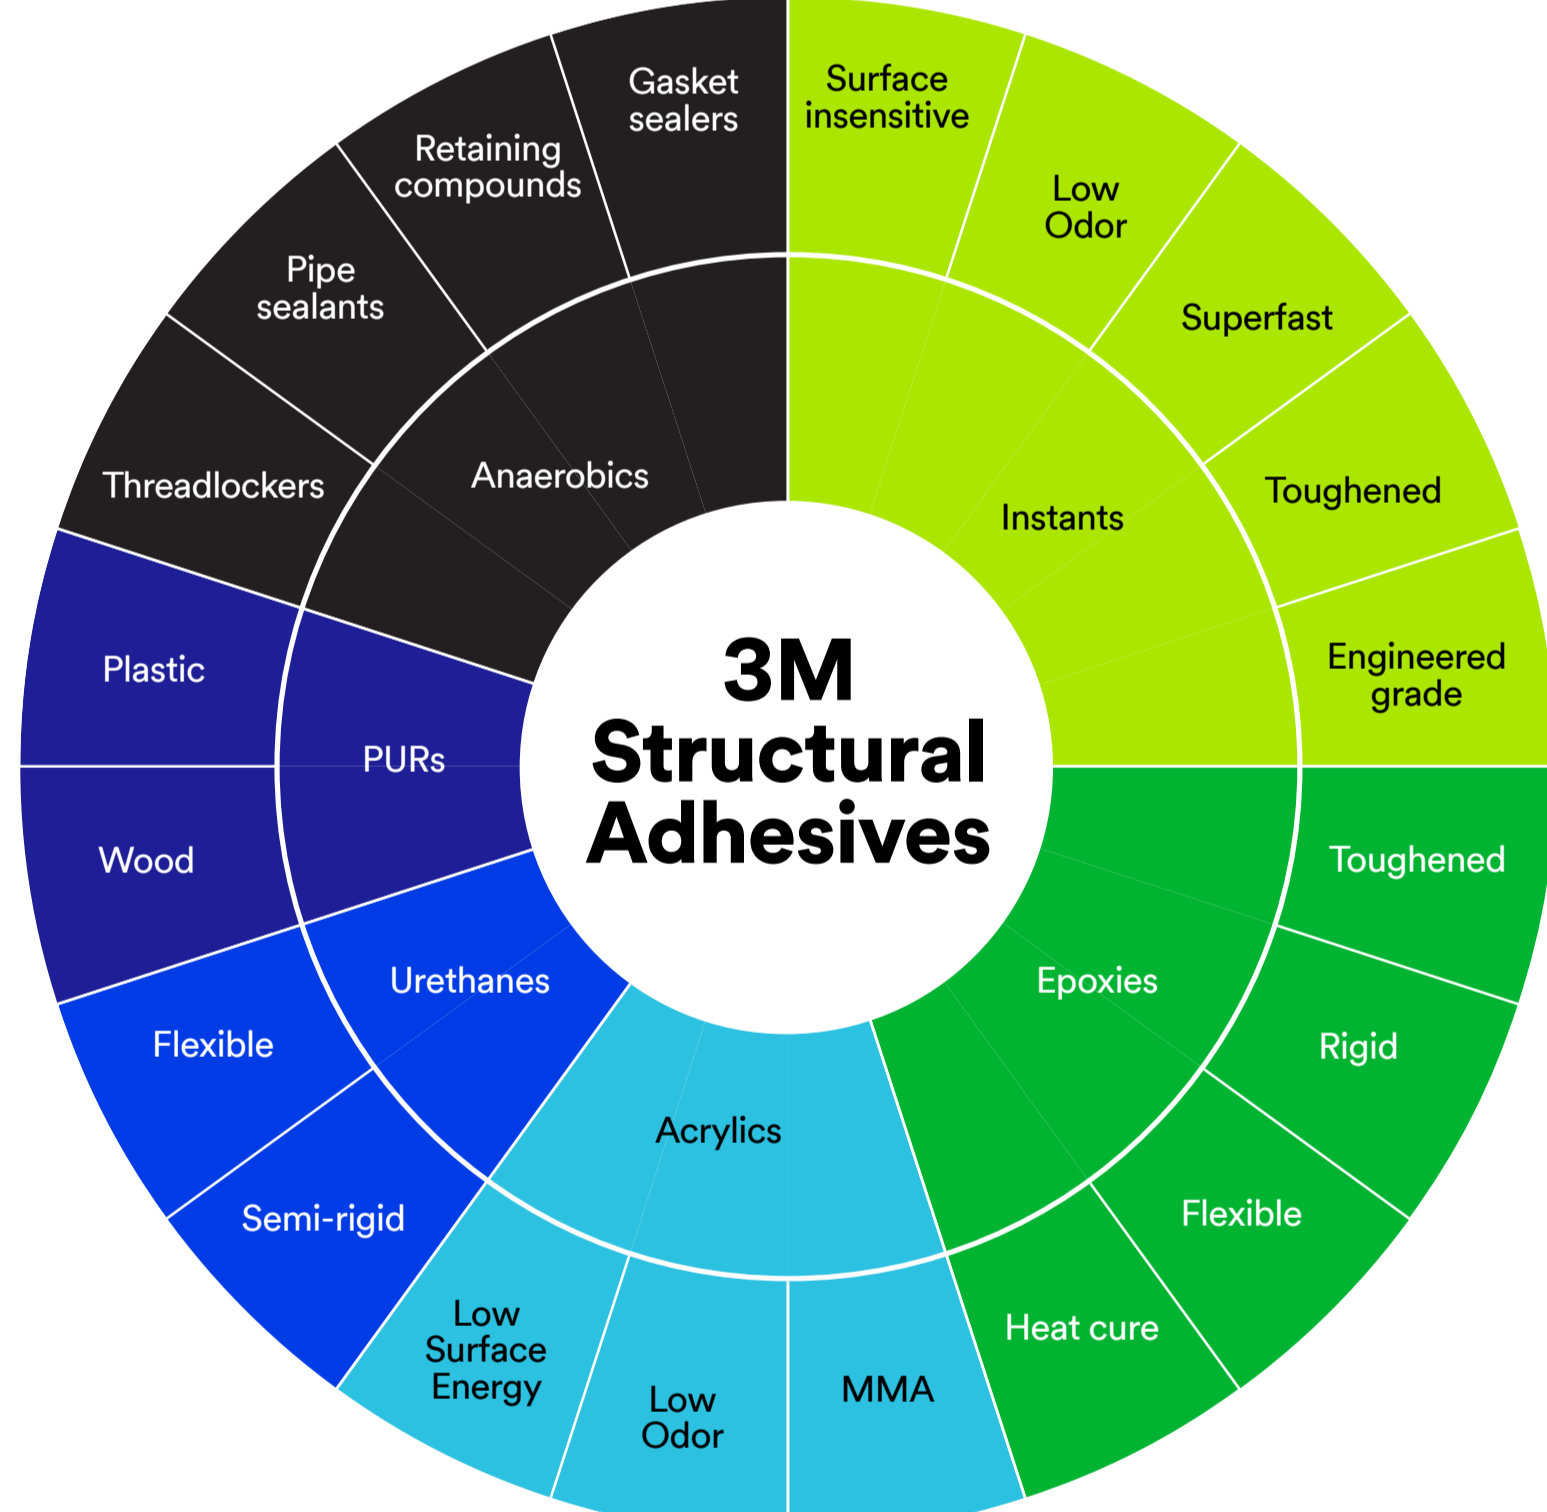 3M
Structural
Adhesives
Instants
Surface
insensitive
Low
Odor
Superfast
Toughened
Engineered
grade
Epoxies
Toughened
Rigid
Flexible
Heat cure
Acrylics
MMA
Low
Odor
Low
Surface
Energy
Urethanes
Semi-rigid
Flexible
PURs
Wood
Plastic
Anaerobics
Threadlockers
Pipe
sealants
Retaining
compounds
Gasket
sealers